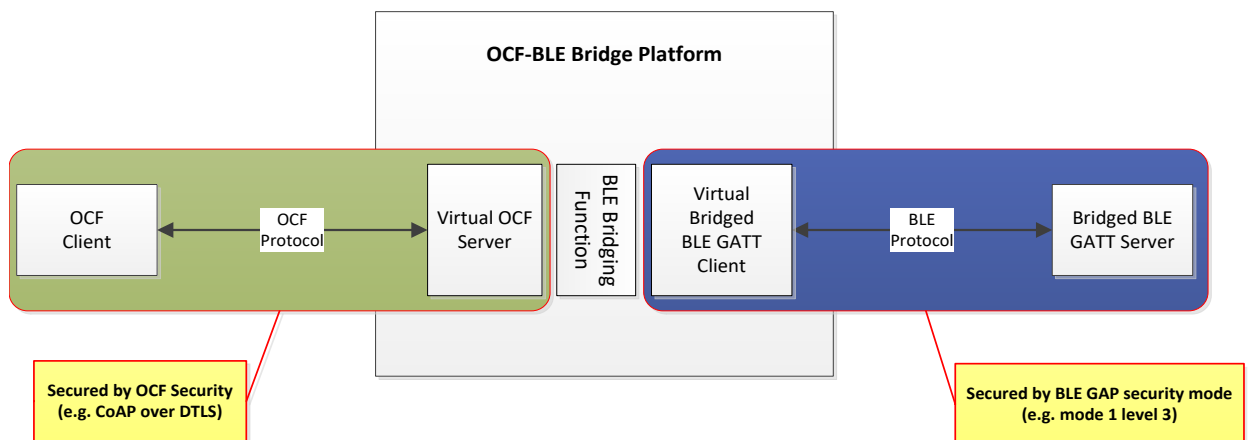 OCF-BLE Bridge Platform
OCF
Client
OCF
Protocol
Virtual OCF
Server
BLE Bridging
Function
Virtual
Bridged
BLE GATT
Client
BLE
Protocol
Bridged BLE
GATT Server
Secured by OCF Security
(e.g. CoAP over DTLS)
Secured by BLE GAP security mode
(e.g. mode 1 level 3)